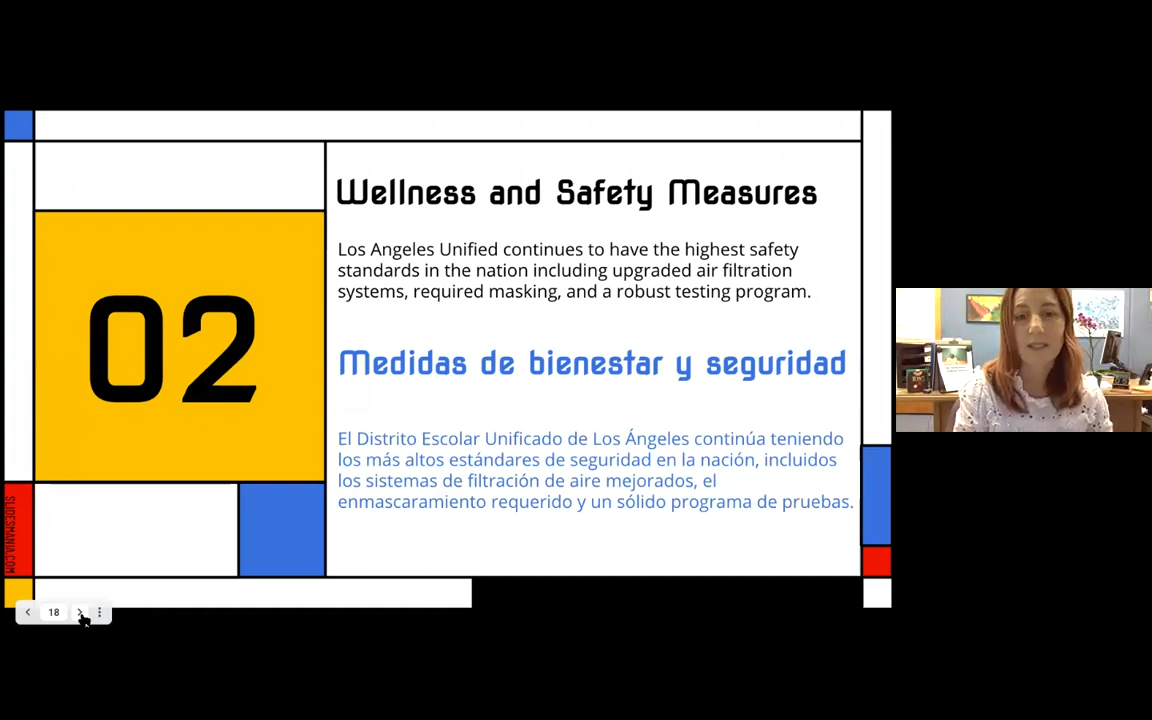 Wellness and Safety Measures
Los Angeles Unified continues to have the highest safety
standards in the nation including upgraded air filtration
systems, required masking, and a robust testing program.
02
Medidas de bienestar y seguridad
El Distrito Escolar Unificado de Los Ángeles continúa teniendo
los más altos estándares de seguridad en la nación, incluidos
los sistemas de filtración de aire mejorados, el
enmascaramiento requerido y un sólido programa de pruebas.
SLIDESMANIA.COM
18